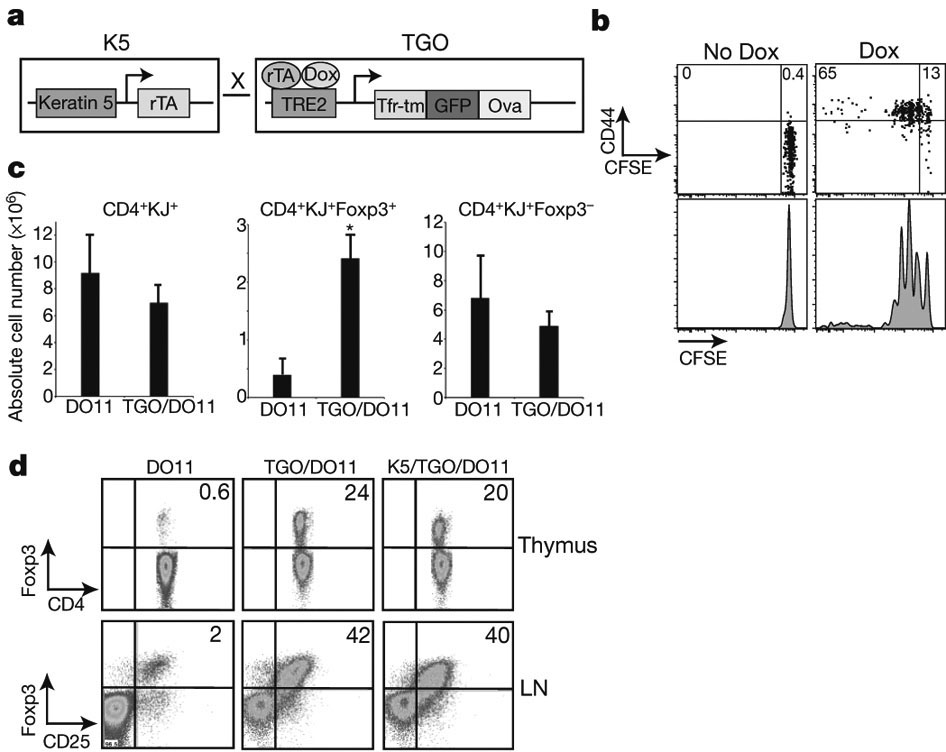 a
K5
TGO
Keratin 5
rTA
X
rTA
Dox
TRE2
Tfr-tm
GFP
Ova
b
No Dox
Dox
0
0.4
65
13
CD44
CFSE
CFSE
c
Absolute cell number (×10⁶)
CD4⁺KJ⁺
12
10
8
6
4
2
0
DO11
TGO/DO11
CD4⁺KJ⁺Foxp3⁺
3
2
1
0
*
DO11
TGO/DO11
CD4⁺KJ⁺Foxp3⁻
12
10
8
6
4
2
0
DO11
TGO/DO11
d
DO11
TGO/DO11
K5/TGO/DO11
0.6
24
20
Thymus
Foxp3
CD4
2
42
40
LN
Foxp3
CD25